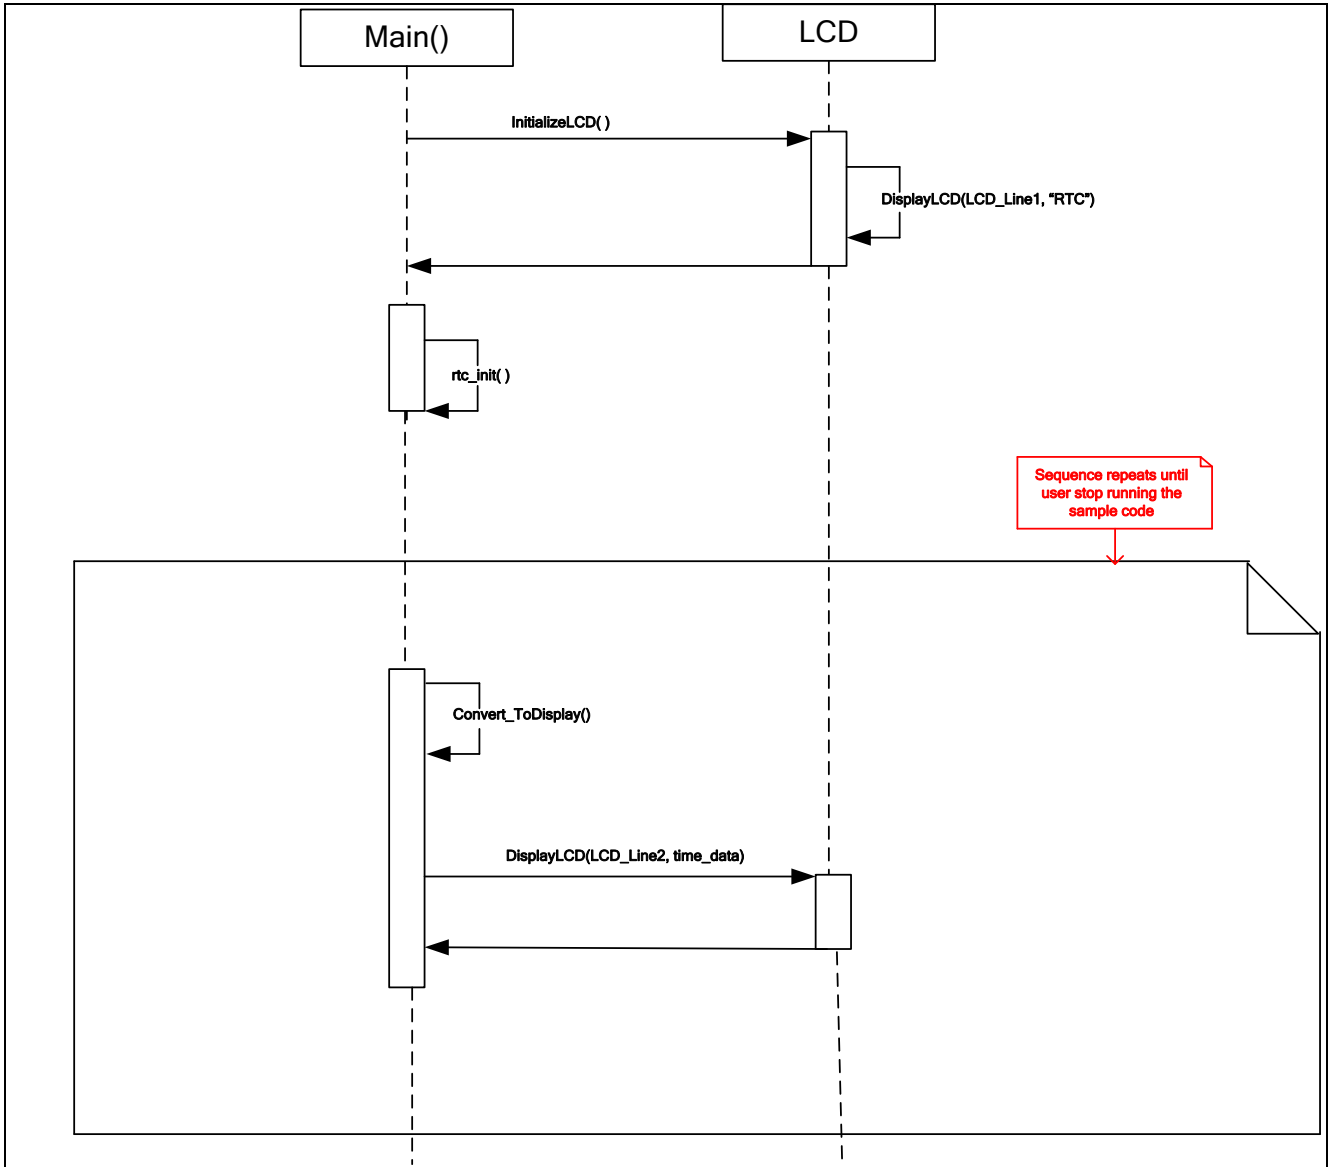 Main()
LCD
InitializeLCD( )
DisplayLCD(LCD_Line1, “RTC”)
rtc_init( )
Sequence repeats until
user stop running the
sample code
Convert_ToDisplay()
DisplayLCD(LCD_Line2, time_data)